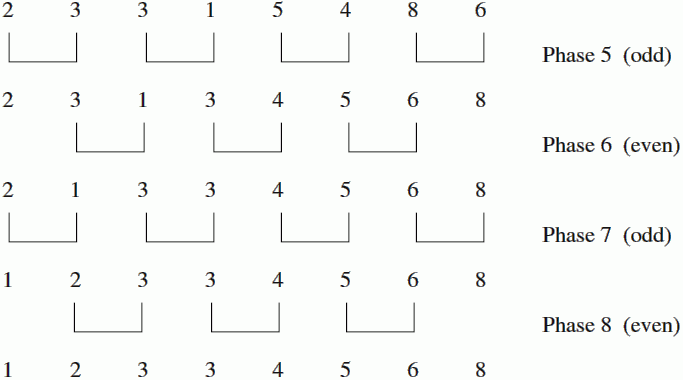 2 3 3 1 5 4 8 6
Phase 5 (odd)
2 3 1 3 4 5 6 8
Phase 6 (even)
2 1 3 3 4 5 6 8
Phase 7 (odd)
1 2 3 3 4 5 6 8
Phase 8 (even)
1 2 3 3 4 5 6 8